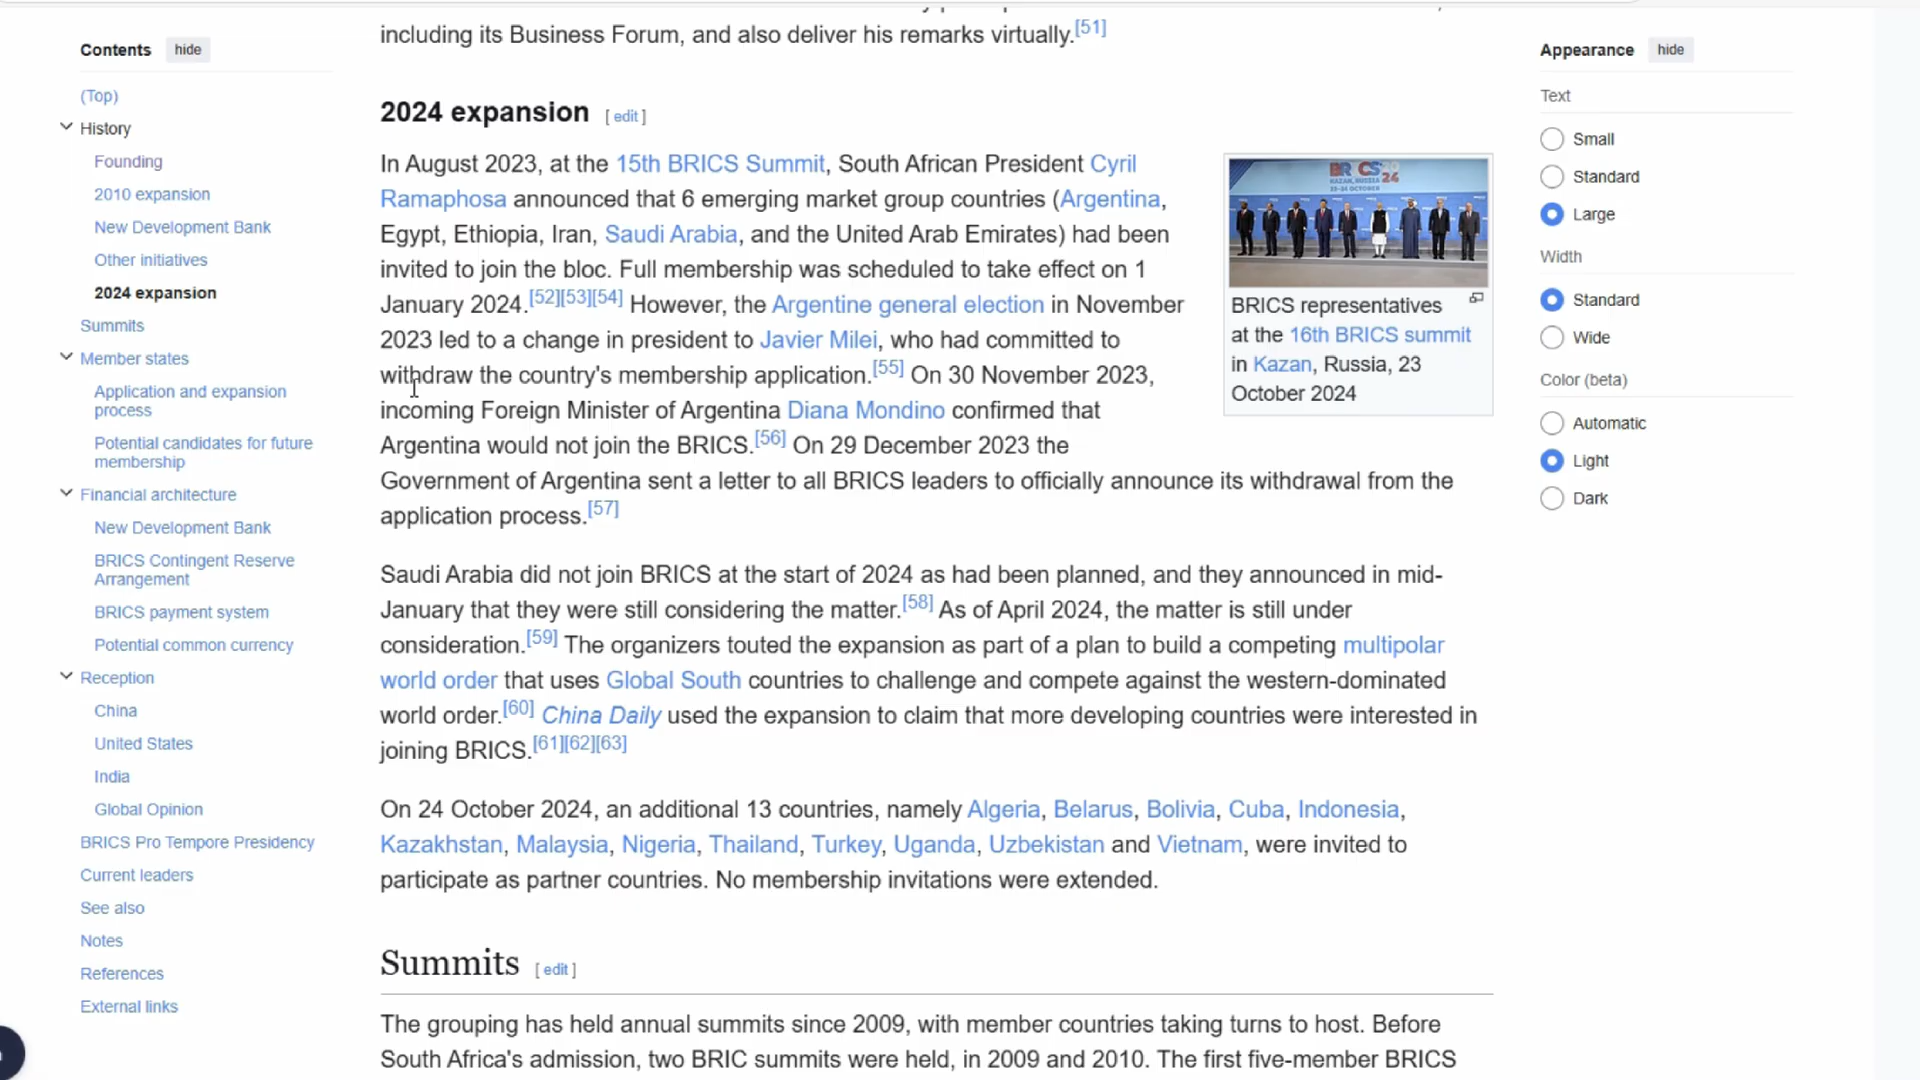 including its Business Forum, and also deliver his remarks virtually.[51]
Contents hide
(Top)
History
Founding
2010 expansion
New Development Bank
Other initiatives
2024 expansion
Summits
Member states
Application and expansion
process
Potential candidates for future
membership
Financial architecture
New Development Bank
BRICS Contingent Reserve
Arrangement
BRICS payment system
Potential common currency
Reception
China
United States
India
Global Opinion
BRICS Pro Tempore Presidency
Current leaders
See also
Notes
References
External links
2024 expansion [ edit ]
In August 2023, at the 15th BRICS Summit, South African President Cyril
Ramaphosa announced that 6 emerging market group countries (Argentina,
Egypt, Ethiopia, Iran, Saudi Arabia, and the United Arab Emirates) had been
invited to join the bloc. Full membership was scheduled to take effect on 1
January 2024.[52][53][54] However, the Argentine general election in November
2023 led to a change in president to Javier Milei, who had committed to
withdraw the country's membership application.[55] On 30 November 2023,
incoming Foreign Minister of Argentina Diana Mondino confirmed that
Argentina would not join the BRICS.[56] On 29 December 2023 the
Government of Argentina sent a letter to all BRICS leaders to officially announce its withdrawal from the
application process.[57]
BRICS 24
KAZAN, RUSSIA
BRICS representatives
at the 16th BRICS summit
in Kazan, Russia, 23
October 2024
Saudi Arabia did not join BRICS at the start of 2024 as had been planned, and they announced in mid-
January that they were still considering the matter.[58] As of April 2024, the matter is still under
consideration.[59] The organizers touted the expansion as part of a plan to build a competing multipolar
world order that uses Global South countries to challenge and compete against the western-dominated
world order.[60] China Daily used the expansion to claim that more developing countries were interested in
joining BRICS.[61][62][63]
On 24 October 2024, an additional 13 countries, namely Algeria, Belarus, Bolivia, Cuba, Indonesia,
Kazakhstan, Malaysia, Nigeria, Thailand, Turkey, Uganda, Uzbekistan and Vietnam, were invited to
participate as partner countries. No membership invitations were extended.
Summits [ edit ]
The grouping has held annual summits since 2009, with member countries taking turns to host. Before
South Africa's admission, two BRIC summits were held, in 2009 and 2010. The first five-member BRICS
Appearance hide
Text
Small
Standard
Large
Width
Standard
Wide
Color (beta)
Automatic
Light
Dark